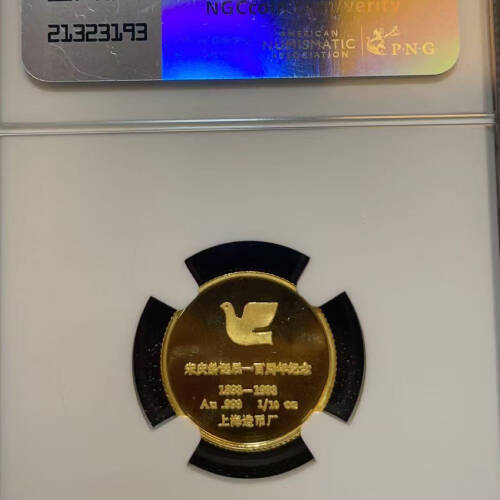 21323193
AMERICAN
NUMISMATIC
ASSOCIATION
PNG
宋庆龄诞辰一百周年纪念
1893-1993
Au .999 1/10 oz
上海造币厂